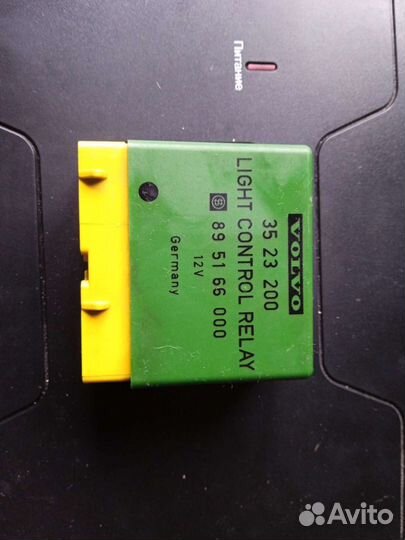 Питание
VOLVO
35 23 200
LIGHT CONTROL RELAY
S 89 51 66 000
12V
Germany
Avito